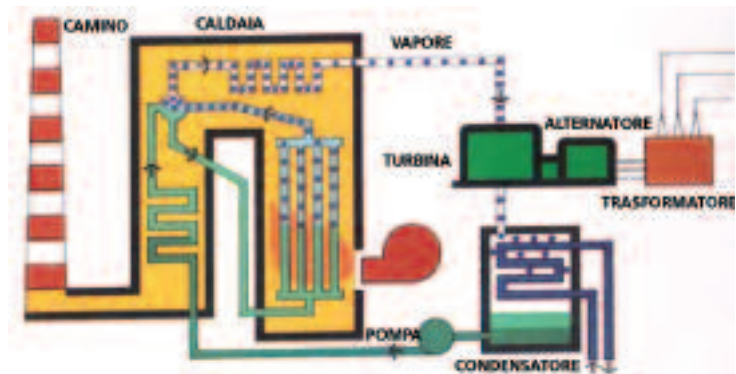 CAMINO
CALDAIA
VAPORE
ALTERNATORE
TURBINA
TRASFORMATORE
POMPA
CONDENSATORE